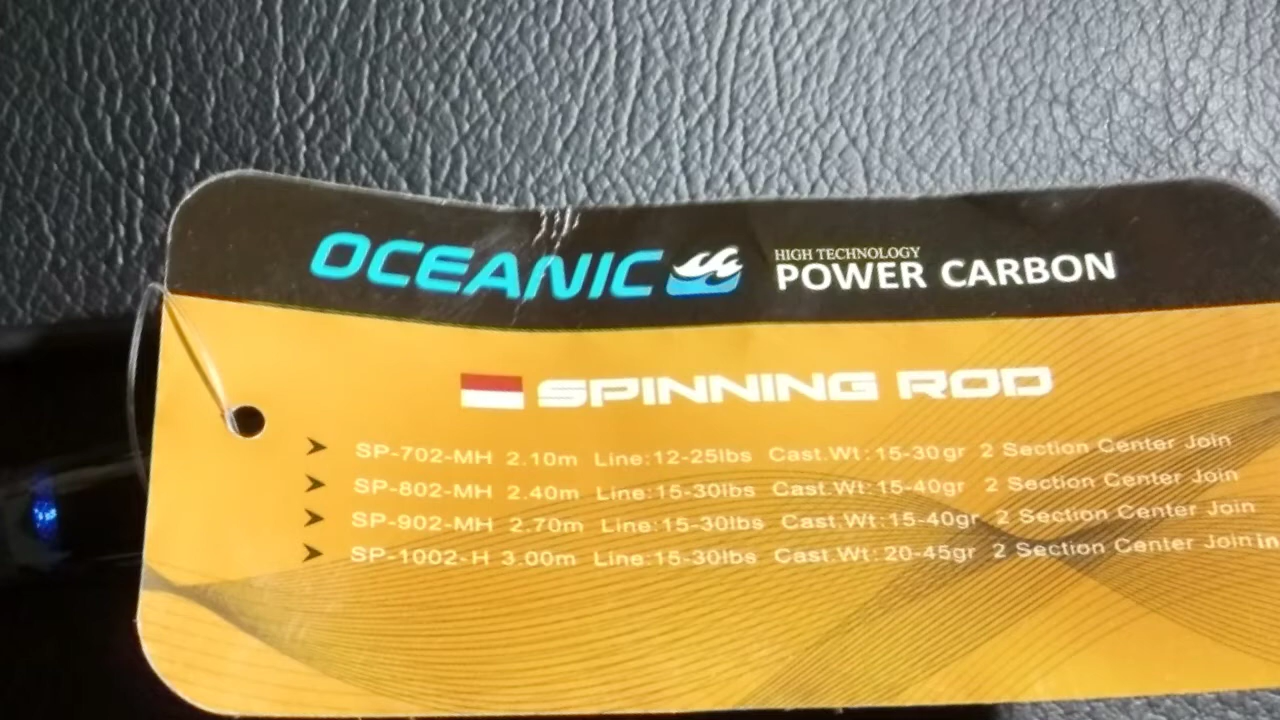 OCEANIC
HIGH TECHNOLOGY
POWER CARBON
SPINNING ROD
SP-702-MH 2.10m Line:12-25lbs Cast.Wt:15-30gr 2 Section Center Join
SP-802-MH 2.40m Line:15-30lbs Cast.Wt:15-40gr 2 Section Center Join
SP-902-MH 2.70m Line:15-30lbs Cast.Wt:15-40gr 2 Section Center Join
SP-1002-H 3.00m Line:15-30lbs Cast.Wt:20-45gr 2 Section Center Join in